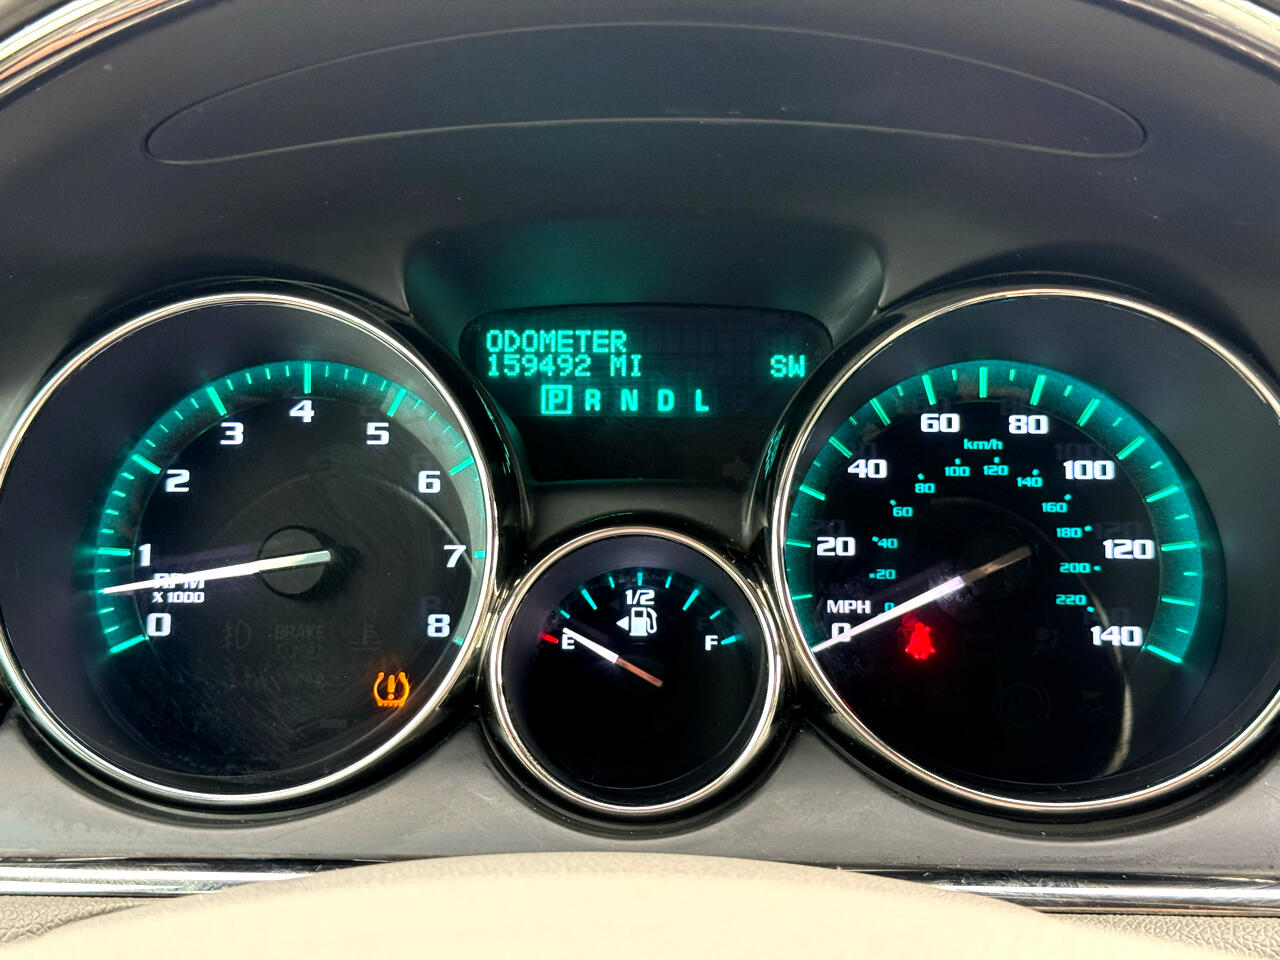 ODOMETER
159492 MI SW
P R N D L
0 1 2 3 4 5 6 7 8
RPM
X 1000
BRAKE
E 1/2 F
0 20 40 60 80 100 120 140
MPH
km/h
0 20 40 60 80 100 120 140 160 180 200 220